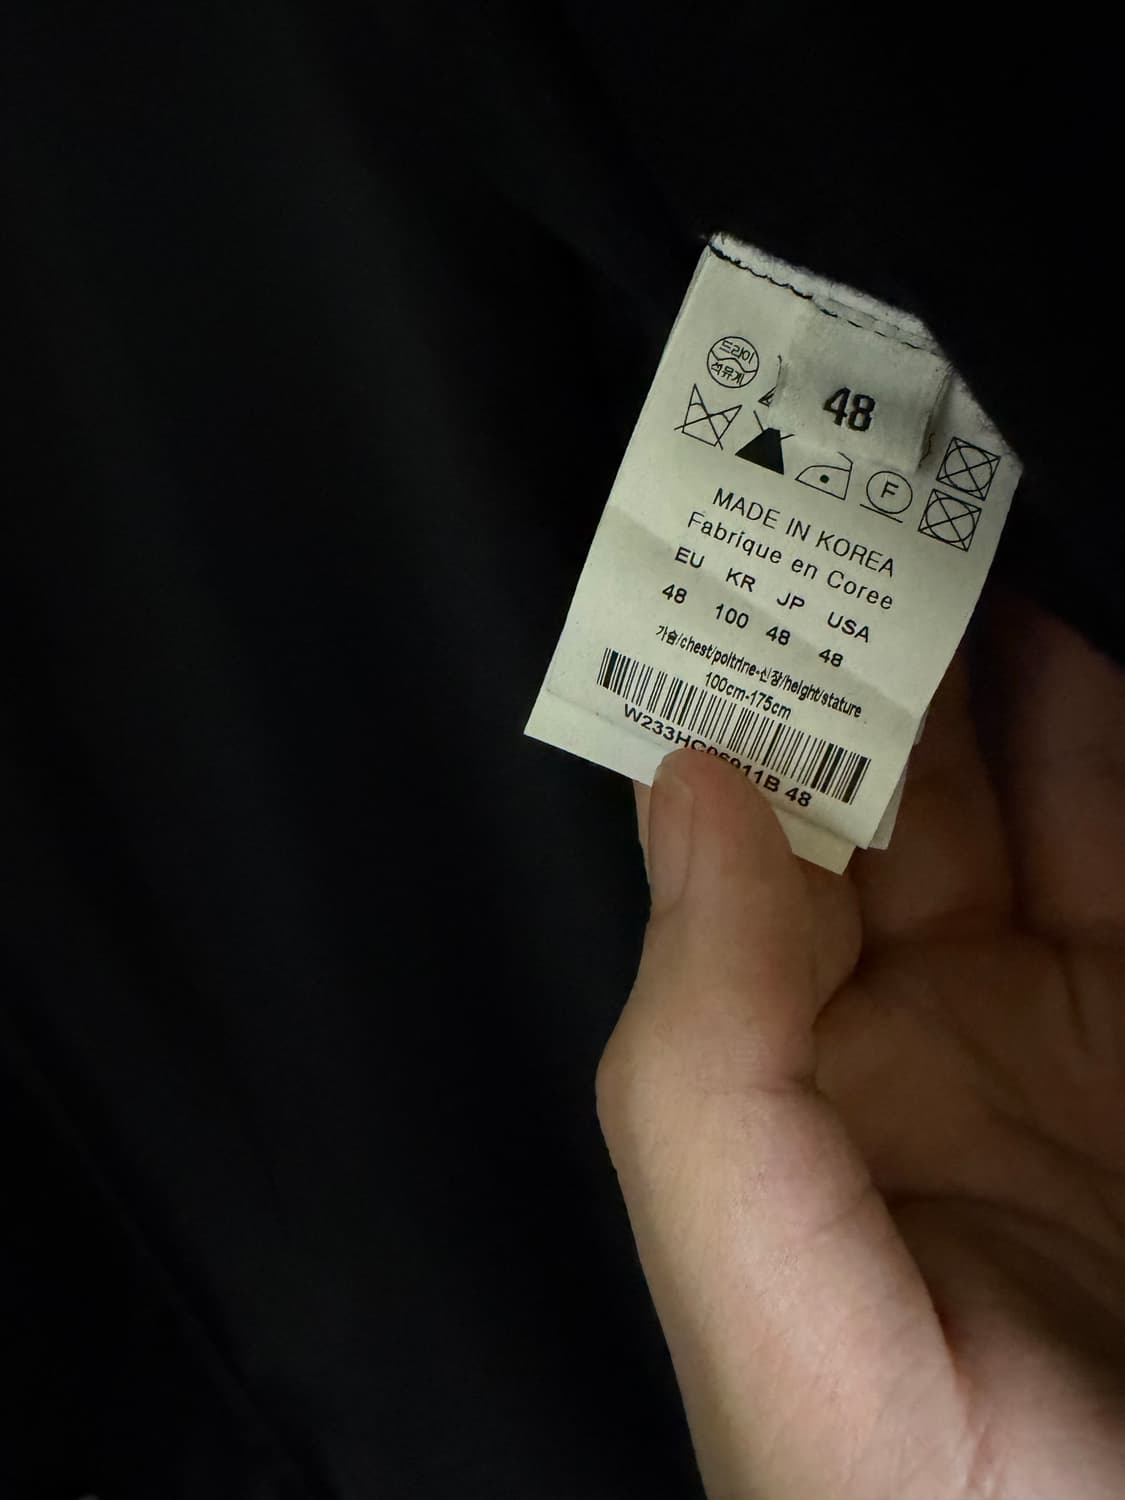 48
드라이
석유계
F
MADE IN KOREA
Fabrique en Coree
EU KR JP USA
48 100 48 48
가슴/chest/poitrine-신장/height/stature
100cm-175cm
48